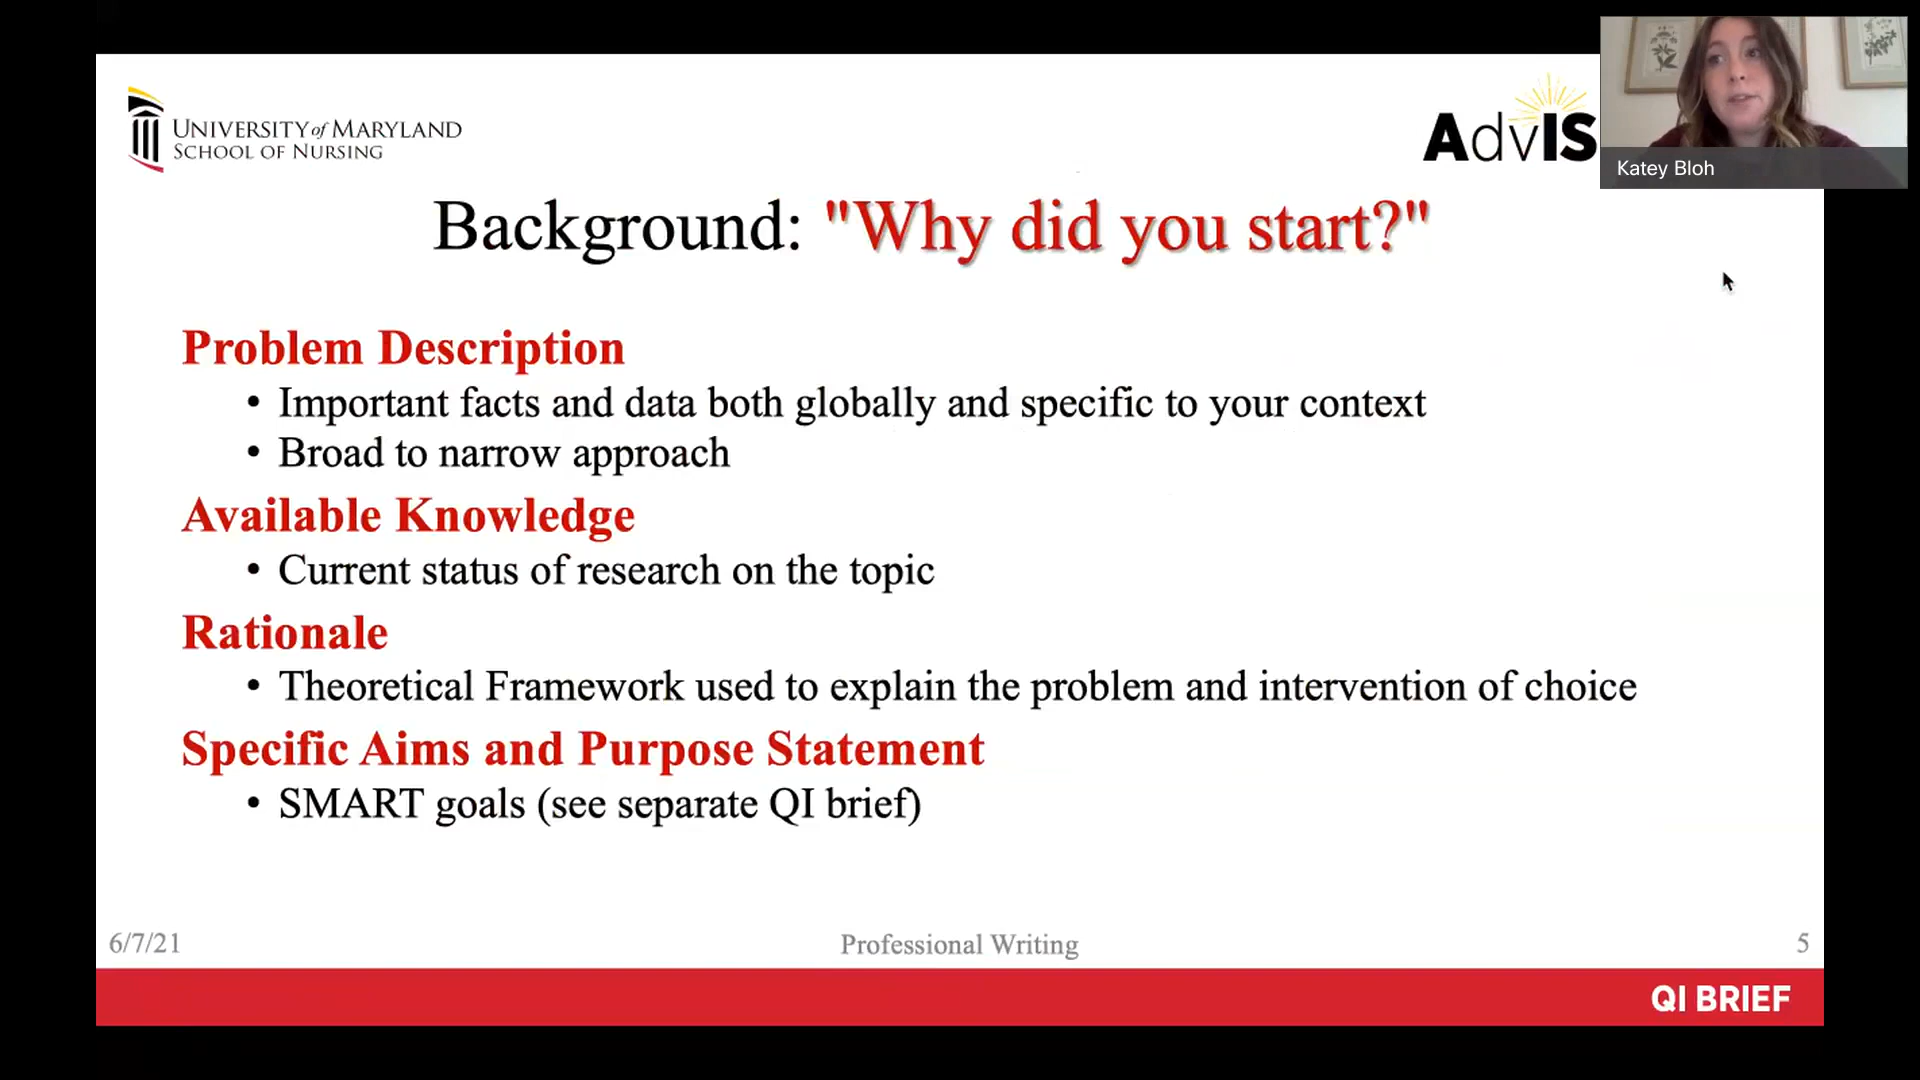 UNIVERSITY of MARYLAND
SCHOOL OF NURSING
AdvIS
Katey Bloh
Background: "Why did you start?"
Problem Description
• Important facts and data both globally and specific to your context
• Broad to narrow approach
Available Knowledge
• Current status of research on the topic
Rationale
• Theoretical Framework used to explain the problem and intervention of choice
Specific Aims and Purpose Statement
• SMART goals (see separate QI brief)
6/7/21
Professional Writing
5
QI BRIEF